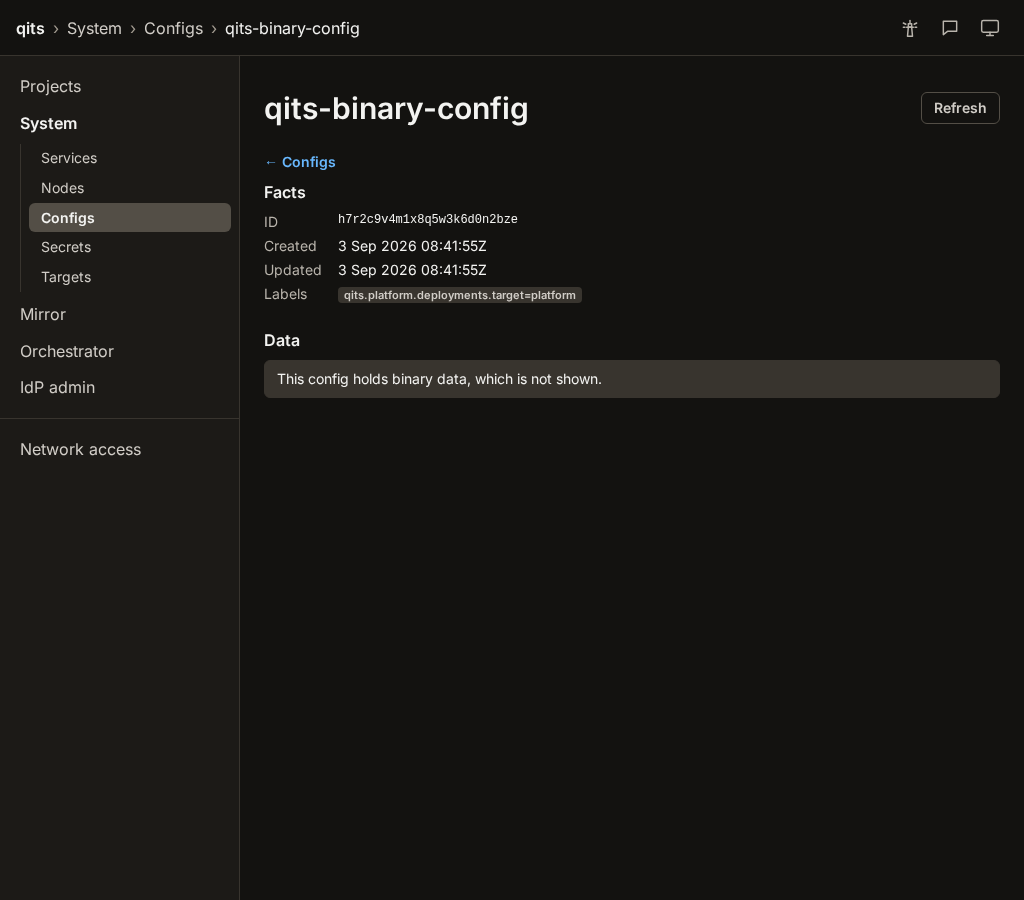 qits › System › Configs › qits-binary-config
Projects
System
Services
Nodes
Configs
Secrets
Targets
Mirror
Orchestrator
IdP admin
Network access
qits-binary-config
Refresh
← Configs
Facts
ID h7r2c9v4m1x8q5w3k6d0n2bze
Created 3 Sep 2026 08:41:55Z
Updated 3 Sep 2026 08:41:55Z
Labels qits.platform.deployments.target=platform
Data
This config holds binary data, which is not shown.